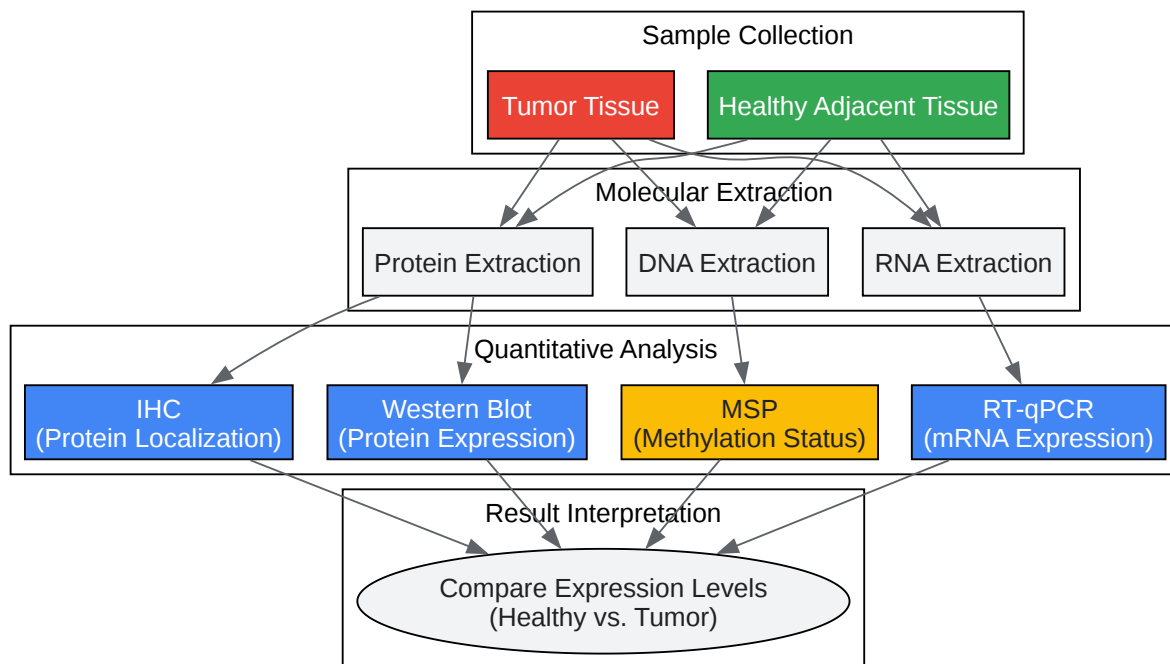 Sample Collection
Tumor Tissue
Healthy Adjacent Tissue
Molecular Extraction
Protein Extraction
DNA Extraction
RNA Extraction
Quantitative Analysis
IHC
(Protein Localization)
Western Blot
(Protein Expression)
MSP
(Methylation Status)
RT-qPCR
(mRNA Expression)
Result Interpretation
Compare Expression Levels
(Healthy vs. Tumor)